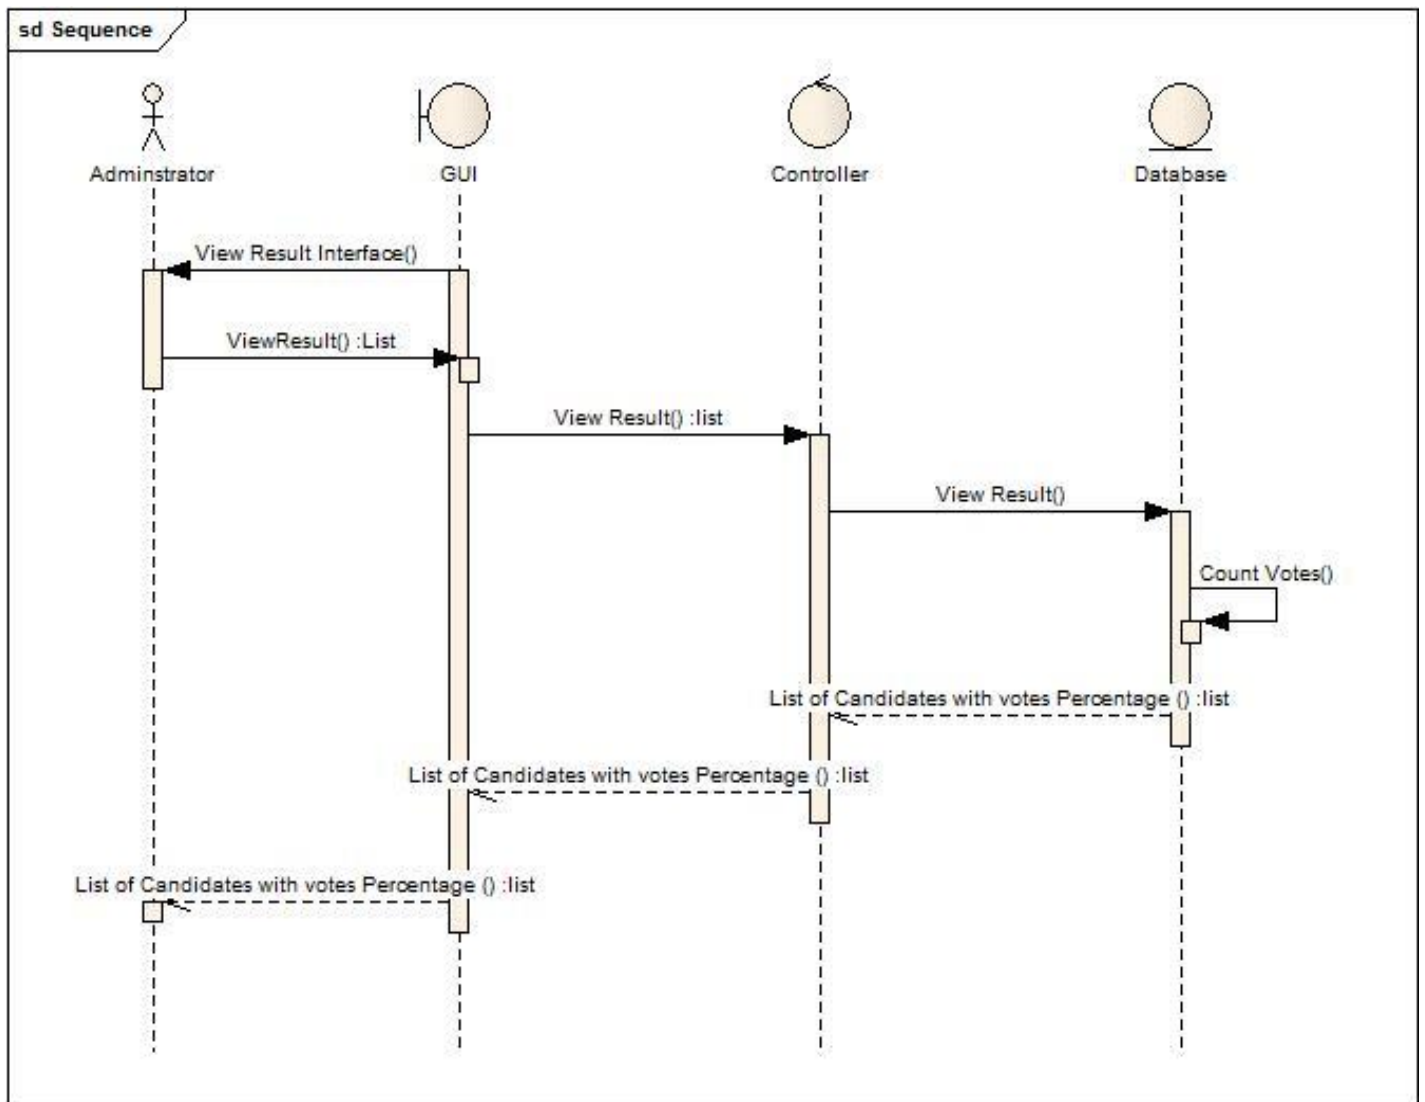 sd Sequence
Adminstrator
GUI
Controller
Database
View Result Interface()
ViewResult() :List
View Result() :list
View Result()
Count Votes()
List of Candidates with votes Percentage () :list
List of Candidates with votes Percentage () :list
List of Candidates with votes Percentage () :list